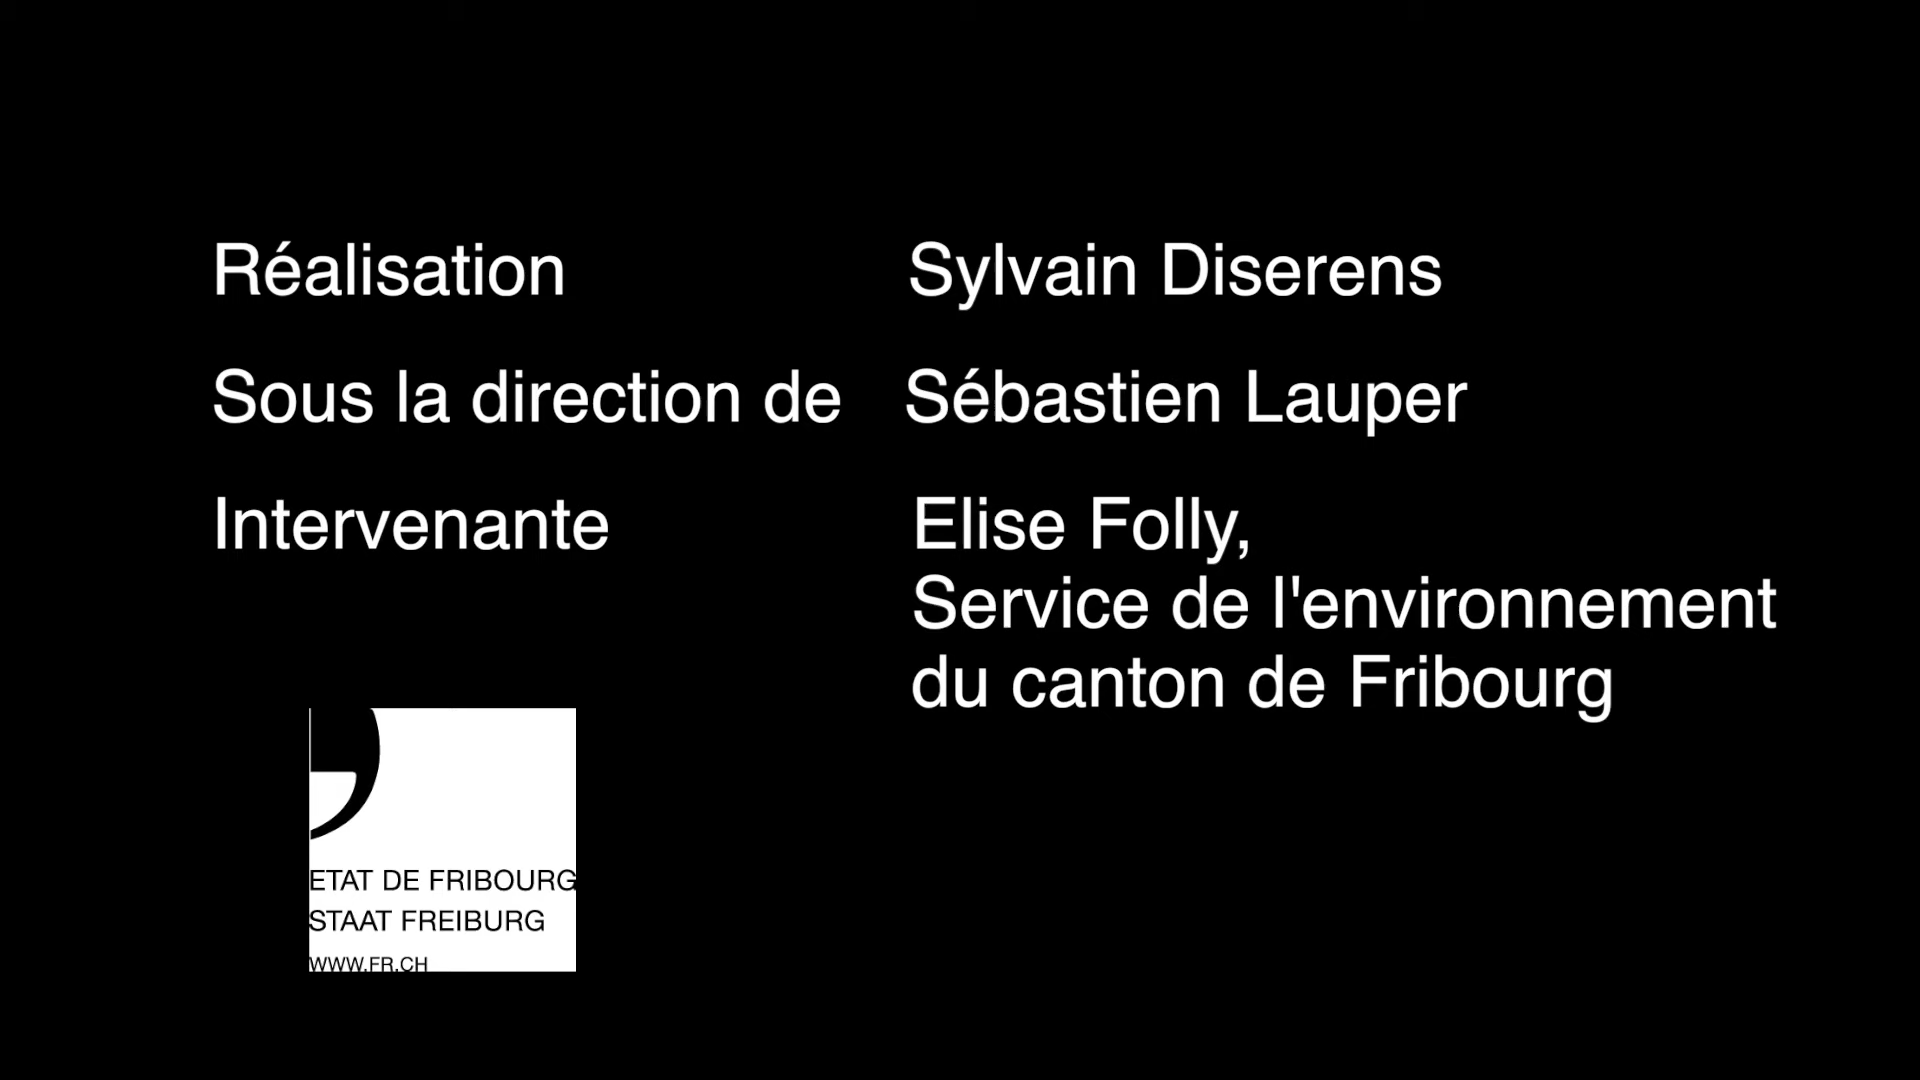 Réalisation Sylvain Diserens
Sous la direction de Sébastien Lauper
Intervenante Elise Folly,
Service de l'environnement
du canton de Fribourg
ETAT DE FRIBOURG
STAAT FREIBURG
WWW.FR.CH